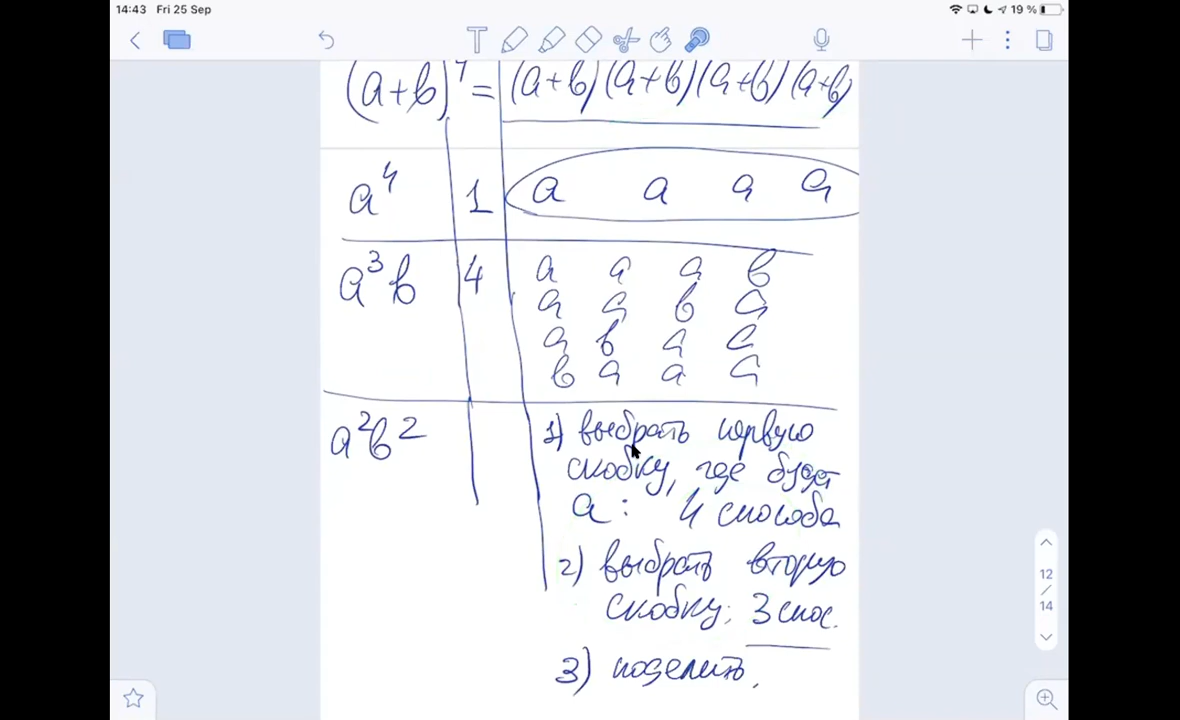 14:43 Fri 25 Sep 19 %
(a+b)⁴ = (a+b)(a+b)(a+b)(a+b)
a⁴ 1 a a a a
a³b 4 a a a b
a a b a
a b a a
b a a a
a²b² 1) выбрать первую
скобку, где будет
a: 4 способа
2) выбрать вторую
скобку: 3 спос.
3) поделить
T
12
/
14